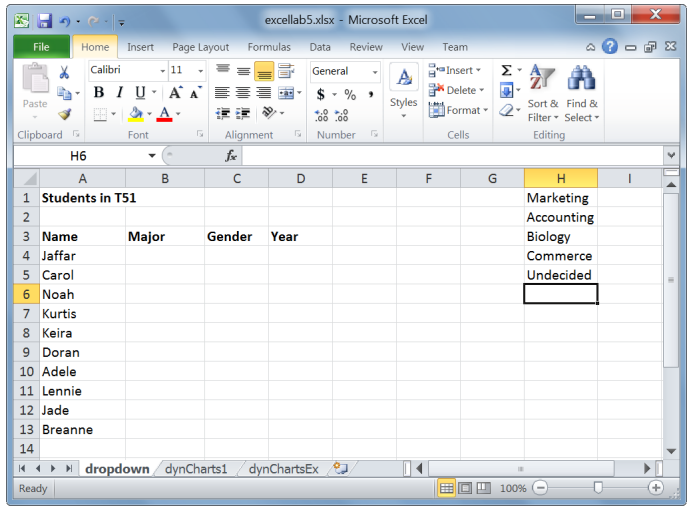 excellab5.xlsx - Microsoft Excel
File Home Insert Page Layout Formulas Data Review View Team
Calibri 11 General Insert Σ
Paste B I U A A $ % , Styles Delete Sort & Filter Find & Select
A .00 .00 Format
Clipboard Font Alignment Number Cells Editing
H6 fx
A B C D E F G H I
1 Students in T51 Marketing
2 Accounting
3 Name Major Gender Year Biology
4 Jaffar Commerce
5 Carol Undecided
6 Noah
7 Kurtis
8 Keira
9 Doran
10 Adele
11 Lennie
12 Jade
13 Breanne
14
dropdown dynCharts1 dynChartsEx
Ready 100%